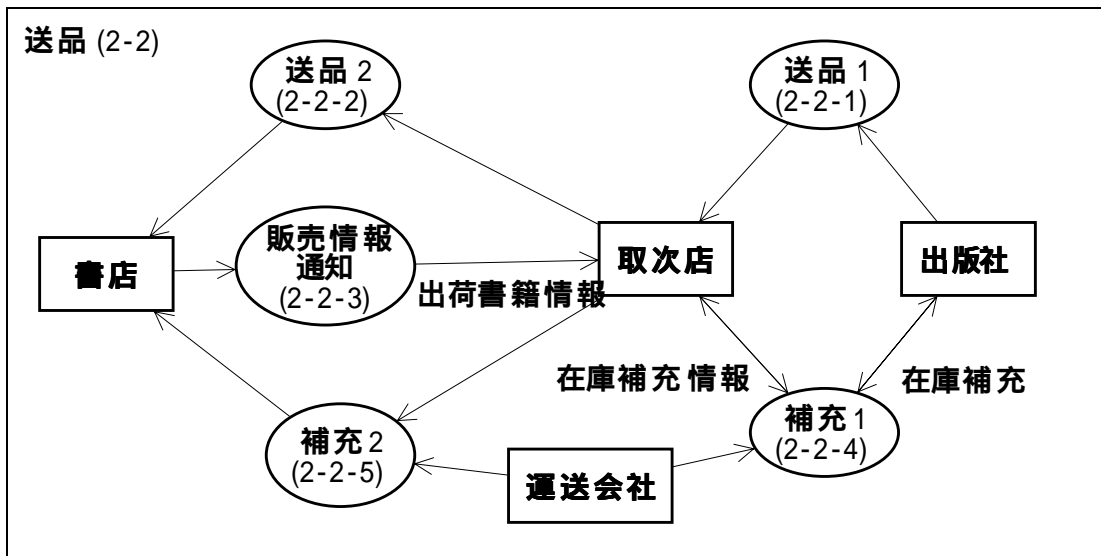 送品 (2-2)
送品 2
(2-2-2)
送品 1
(2-2-1)
書店
販売情報
通知
(2-2-3)
出荷書籍情報
取次店
出版社
在庫補充情報
在庫補充
補充 2
(2-2-5)
運送会社
補充 1
(2-2-4)